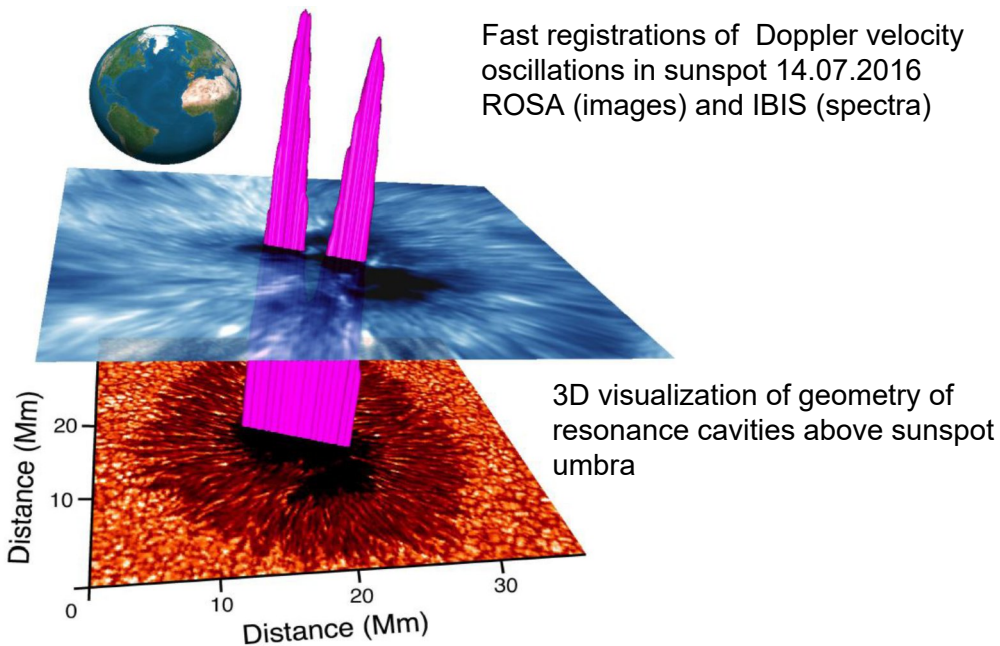 Fast registrations of  Doppler velocity
oscillations in sunspot 14.07.2016
ROSA (images) and IBIS (spectra)
3D visualization of geometry of
resonance cavities above sunspot
umbra
Distance (Mm)
20
10
0
10
20
30
Distance (Mm)